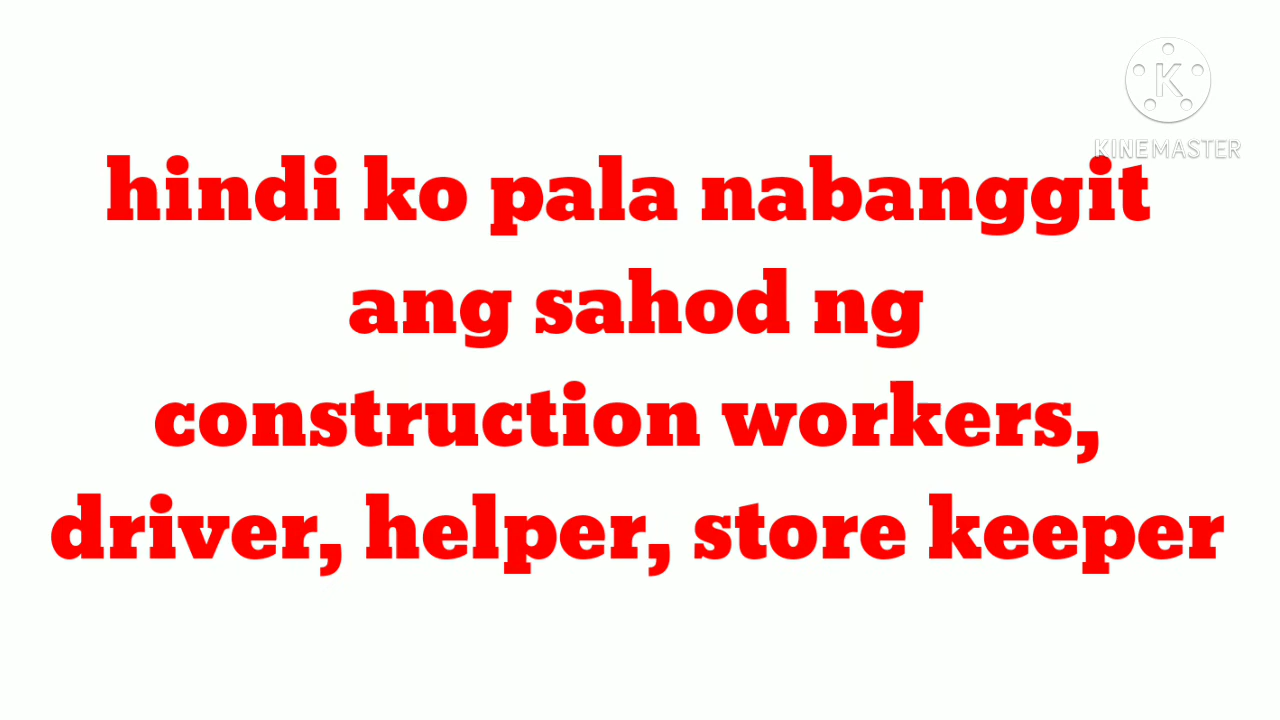 KINEMASTER
hindi ko pala nabanggit
ang sahod ng
construction workers,
driver, helper, store keeper